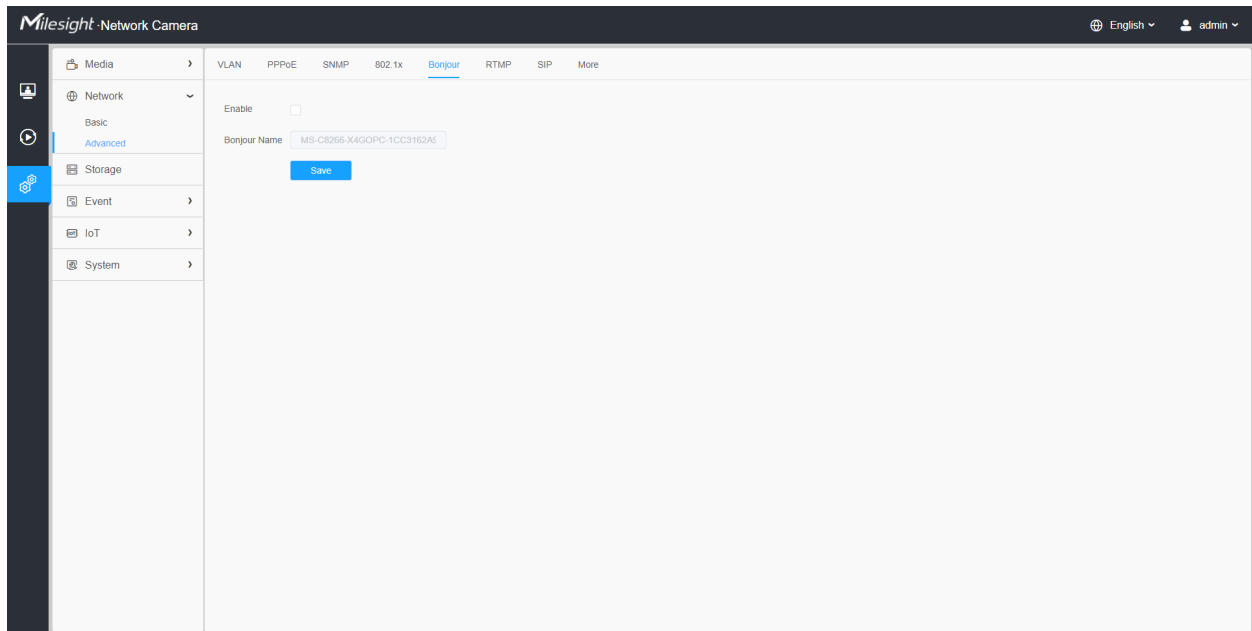 Milesight · Network Camera
English
admin
Media
VLAN PPPoE SNMP 802.1x Bonjour RTMP SIP More
Network
Basic
Advanced
Storage
Event
IoT
System
Enable
Bonjour Name MS-C8266-X4GOPC-1CC3162A
Save